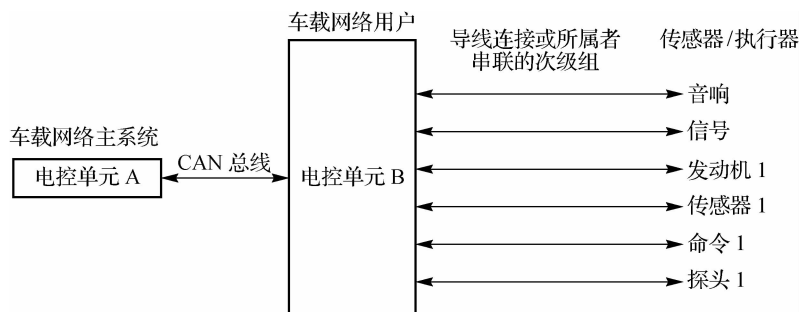 车载网络用户
导线连接或所属者
串联的次级组
传感器/执行器
音响
车载网络主系统
信号
电控单元 A
CAN 总线
电控单元 B
发动机 1
传感器 1
命令 1
探头 1